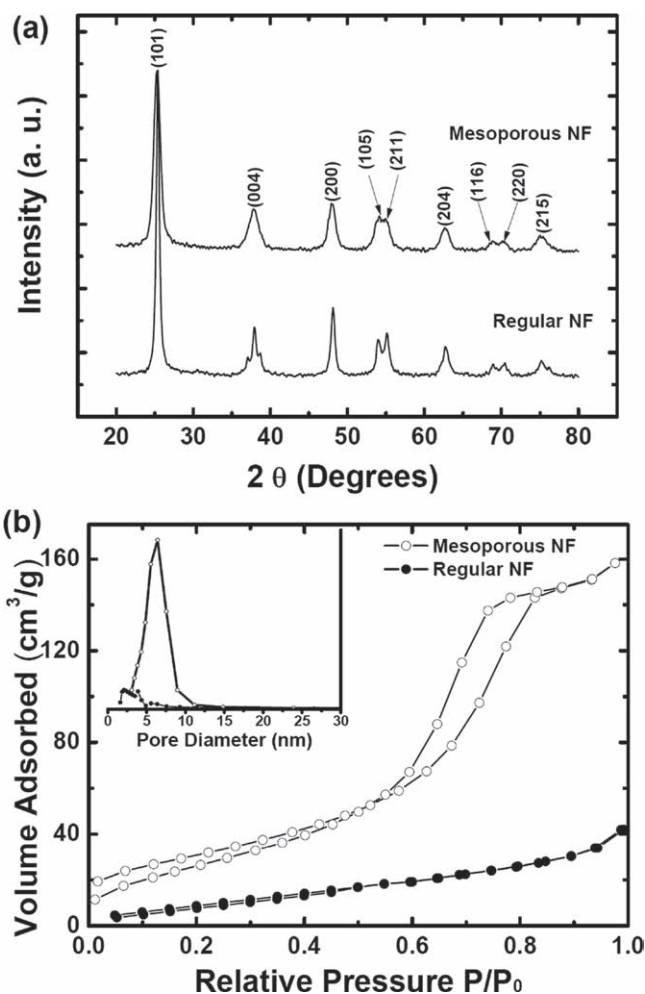 (a)
Intensity (a. u.)
(101)
(004)
(200)
(105)
(211)
(204)
(116)
(220)
(215)
Mesoporous NF
Regular NF
20 30 40 50 60 70 80
2 θ (Degrees)
(b)
Volume Adsorbed (cm³/g)
160
120
80
40
0
Mesoporous NF
Regular NF
0 5 10 15 20 25 30
Pore Diameter (nm)
0.0 0.2 0.4 0.6 0.8 1.0
Relative Pressure P/P₀